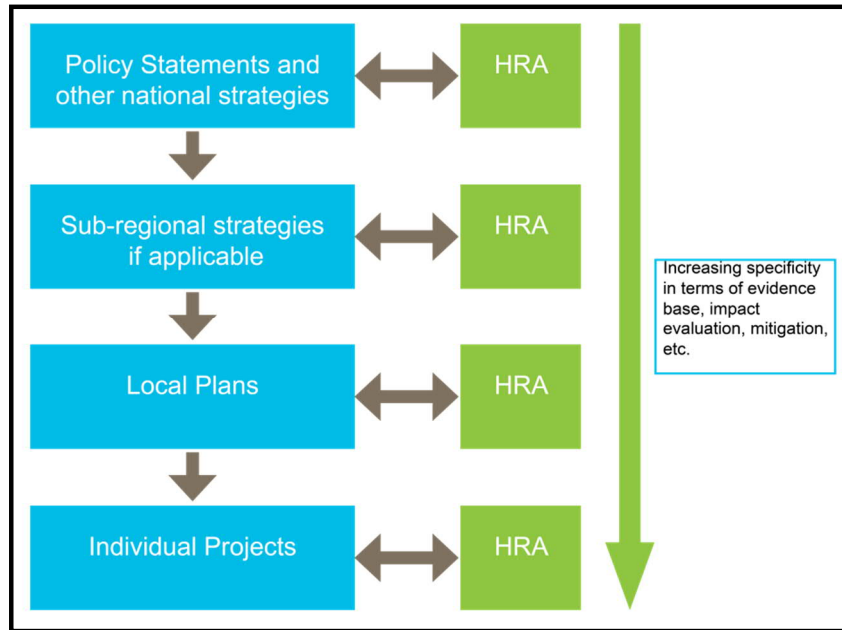 Policy Statements and
other national strategies
HRA
Sub-regional strategies
if applicable
HRA
Increasing specificity
in terms of evidence
base, impact
evaluation, mitigation,
etc.
Local Plans
HRA
Individual Projects
HRA